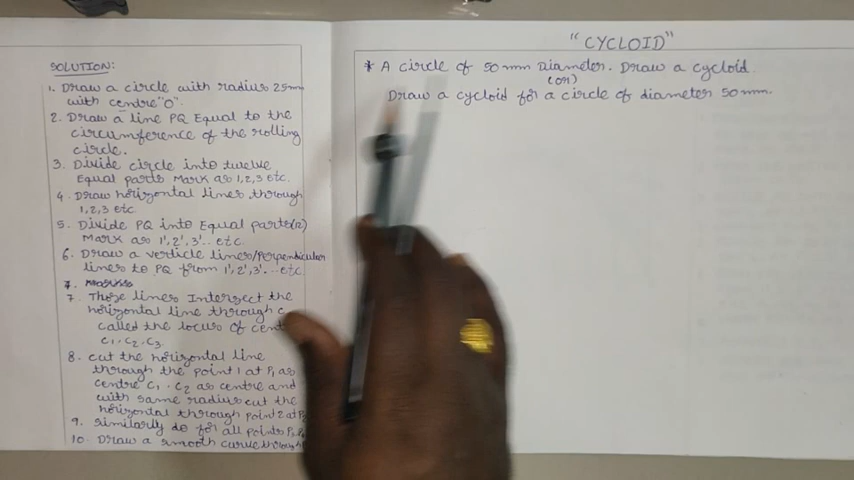 SOLUTION:
1. Draw a circle with radius 25mm
with centre "O".
2. Draw a line PQ Equal to the
circumference of the rolling
circle.
3. Divide circle into twelve
Equal parts Mark as 1,2,3 etc.
4. Draw horizontal lines through
1,2,3 etc
5. Divide PQ into Equal parts(12)
Mark as 1',2',3'.. etc.
6. Draw a verticle lines/Perpendicular
lines to PQ from 1',2',3'...etc.
7.
7. These lines Intersect the
horizontal line through c
called the locus of cent
C1.C2.C3.
8. cut the horizontal line
through the point 1 at P1 as
centre C1. C2 as centre and
with same radius cut the
horizontal through point 2 at P2
9. similarly do for all points P3.P4
10. Draw a smooth curve through
"CYCLOID"
* A circle of 50mm Diameter. Draw a cycloid.
(or)
Draw a cycloid for a circle of diameter 50mm.